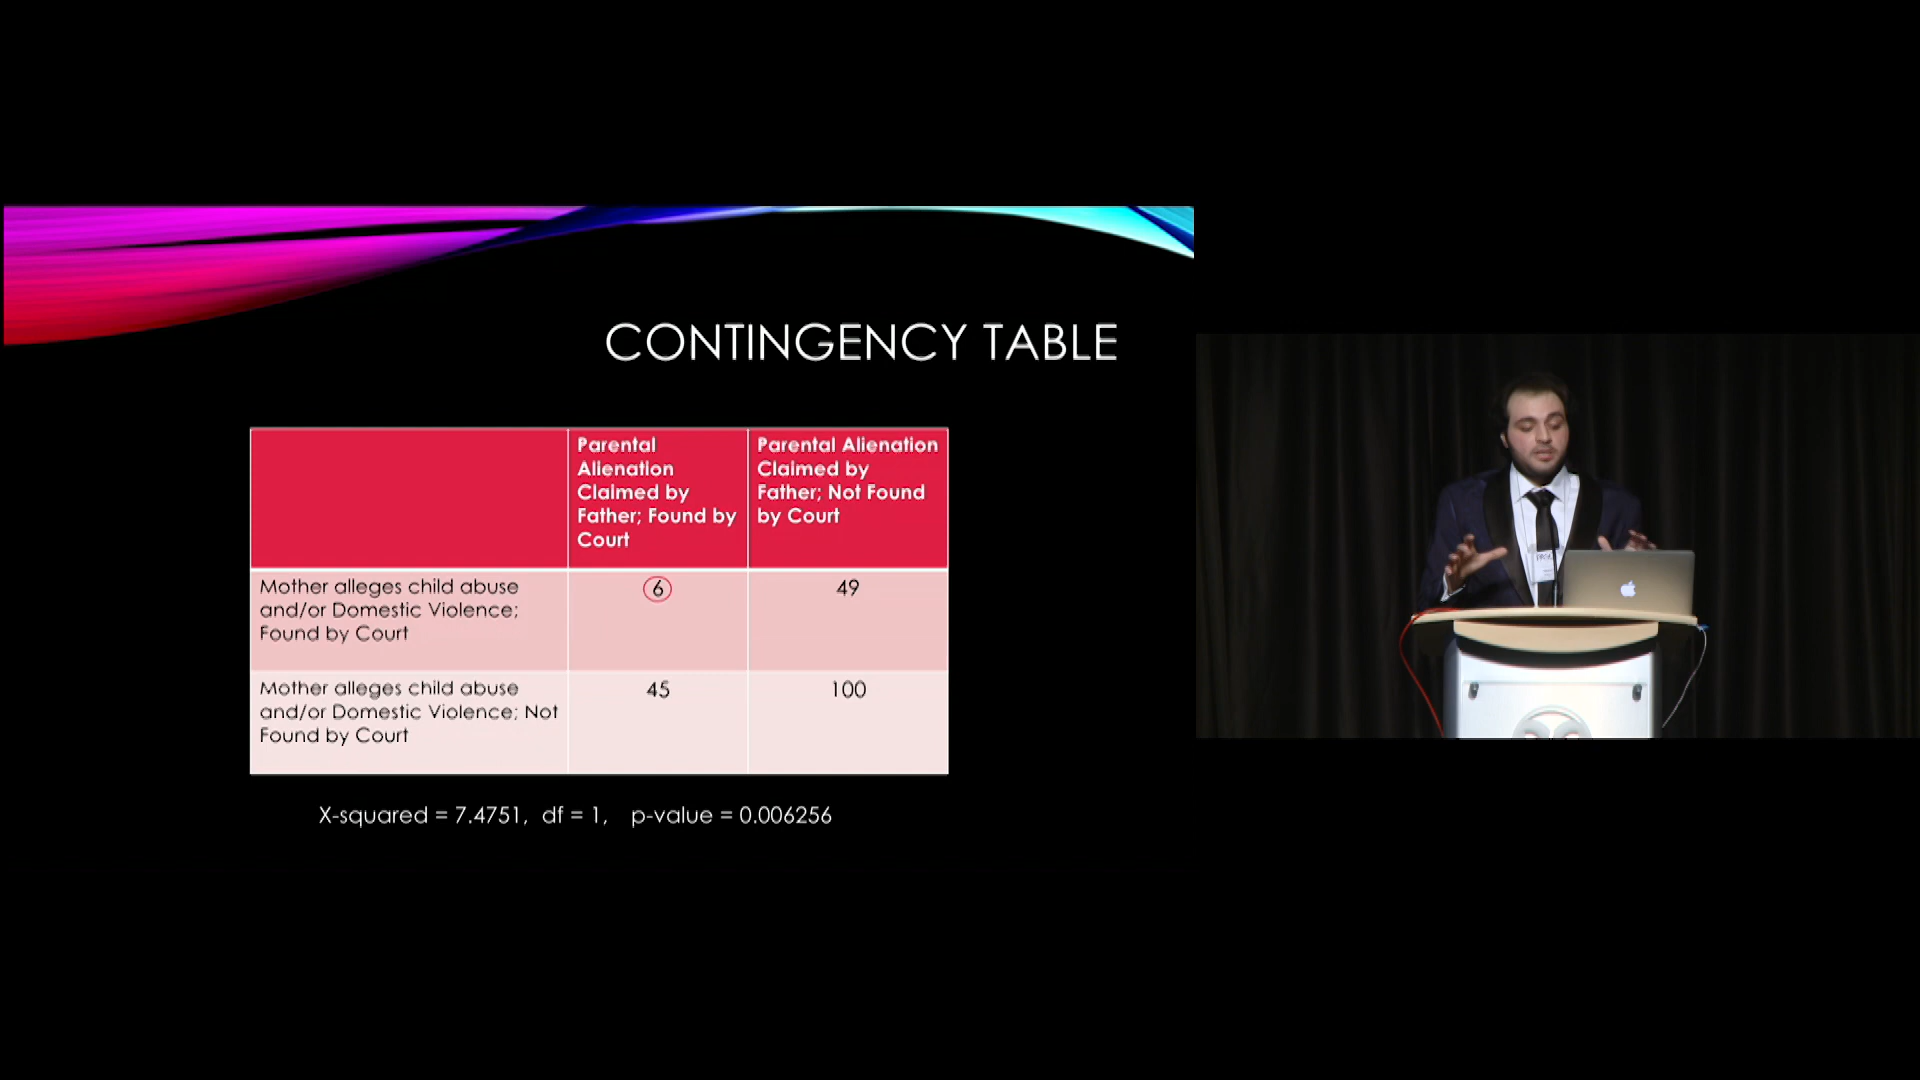 CONTINGENCY TABLE
Parental
Alienation
Claimed by
Father; Found by
Court
Parental Alienation
Claimed by
Father; Not Found
by Court
Mother alleges child abuse
and/or Domestic Violence;
Found by Court
6
49
Mother alleges child abuse
and/or Domestic Violence; Not
Found by Court
45
100
X-squared = 7.4751, df = 1, p-value = 0.006256